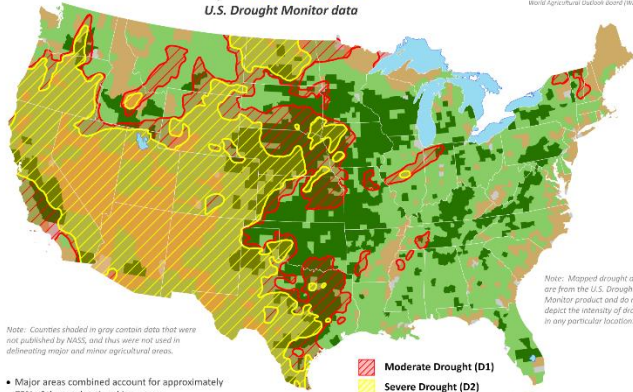 World Agricultural Outlook Board (W
U.S. Drought Monitor data
Note: Mapped drought a
are from the U.S. Drough
Monitor product and do n
depict the intensity of dro
in any particular location.
Note: Counties shaded in gray contain data that were
not published by NASS, and thus were not used in
delineating major and minor agricultural areas.
• Major areas combined account for approximately
Moderate Drought (D1)
Severe Drought (D2)